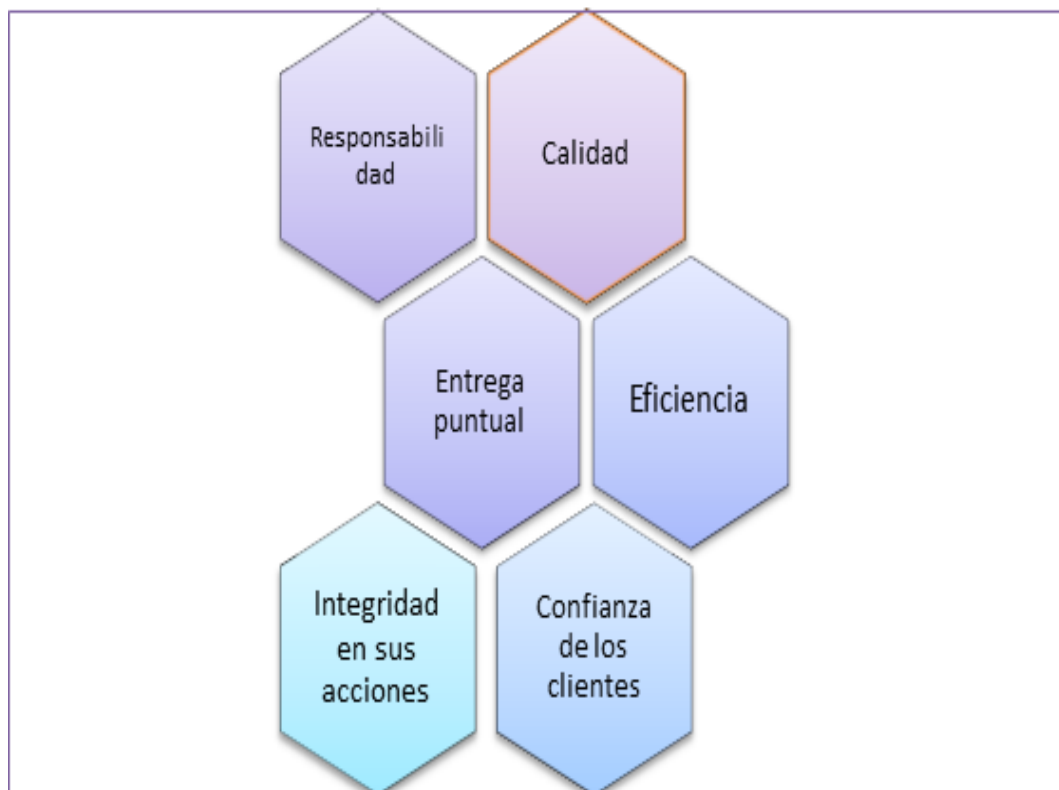 Responsabili
dad
Calidad
Entrega
puntual
Eficiencia
Integridad
en sus
acciones
Confianza
de los
clientes